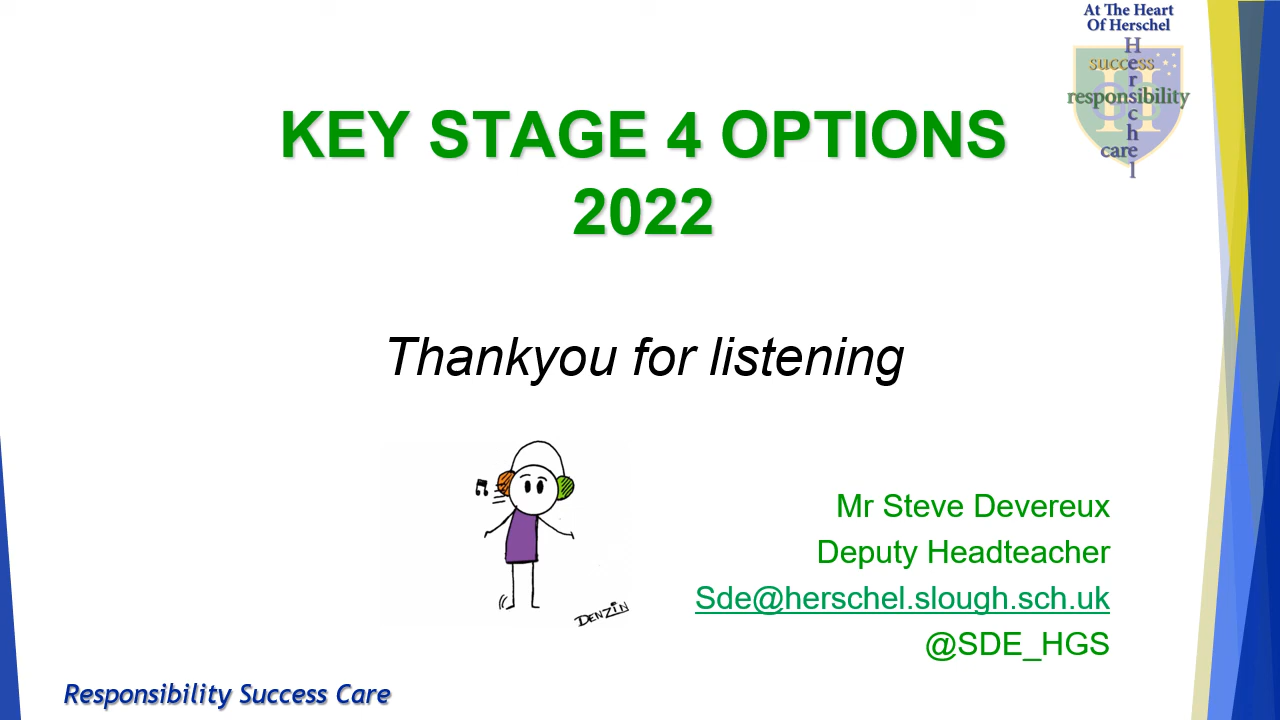 At The Heart
Of Herschel
Herschel
success
responsibility
care
KEY STAGE 4 OPTIONS
2022
Thankyou for listening
DENZIN
Mr Steve Devereux
Deputy Headteacher
Sde@herschel.slough.sch.uk
@SDE_HGS
Responsibility Success Care